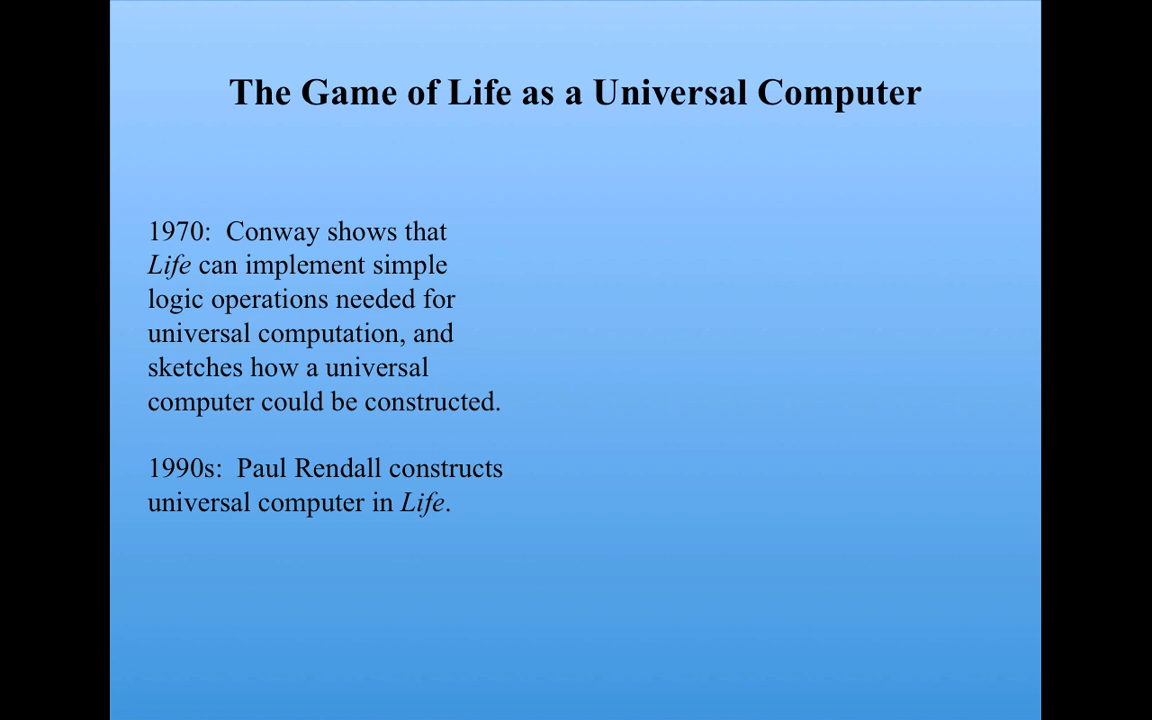 The Game of Life as a Universal Computer
1970:  Conway shows that
Life can implement simple
logic operations needed for
universal computation, and
sketches how a universal
computer could be constructed.
1990s:  Paul Rendall constructs
universal computer in Life.